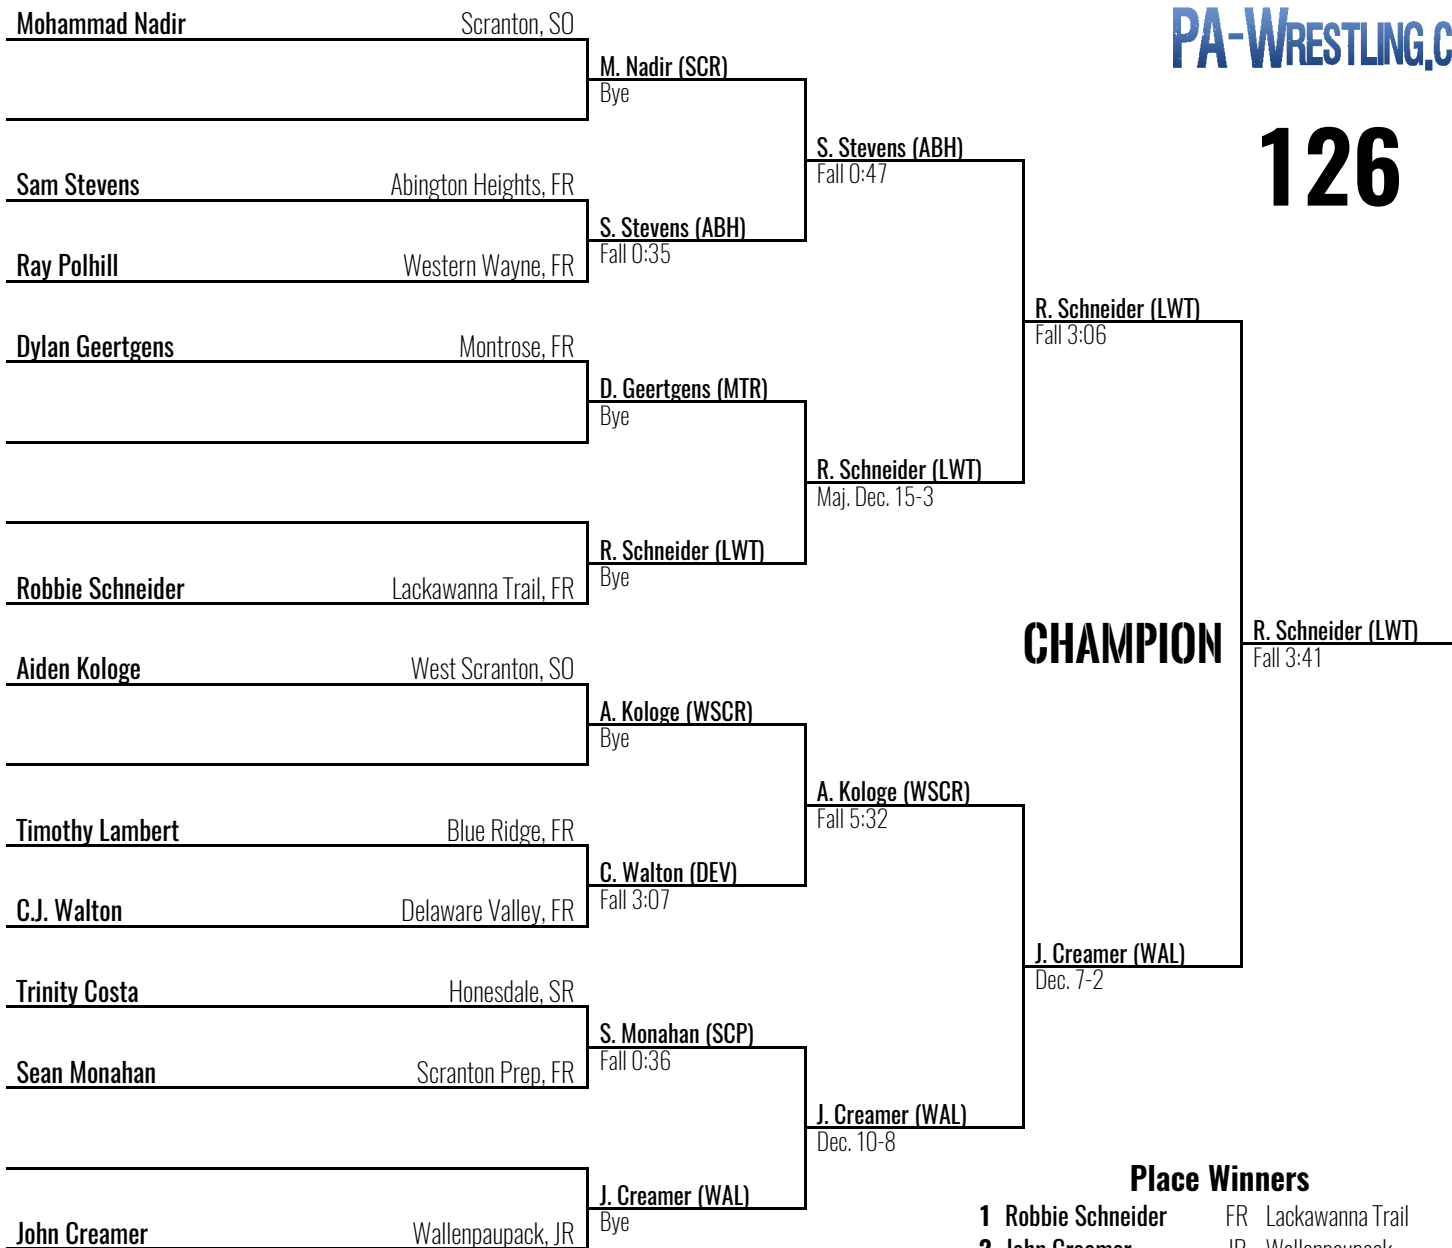 Mohammad Nadir Scranton, SO
PA-WRESTLING.C
M. Nadir (SCR)
Bye
126
S. Stevens (ABH)
Fall 0:47
Sam Stevens Abington Heights, FR
S. Stevens (ABH)
Fall 0:35
Ray Polhill Western Wayne, FR
R. Schneider (LWT)
Fall 3:06
Dylan Geertgens Montrose, FR
D. Geertgens (MTR)
Bye
R. Schneider (LWT)
Maj. Dec. 15-3
R. Schneider (LWT)
Bye
Robbie Schneider Lackawanna Trail, FR
CHAMPION
R. Schneider (LWT)
Fall 3:41
Aiden Kologe West Scranton, SO
A. Kologe (WSCR)
Bye
A. Kologe (WSCR)
Fall 5:32
Timothy Lambert Blue Ridge, FR
C. Walton (DEV)
Fall 3:07
C.J. Walton Delaware Valley, FR
J. Creamer (WAL)
Dec. 7-2
Trinity Costa Honesdale, SR
S. Monahan (SCP)
Fall 0:36
Sean Monahan Scranton Prep, FR
J. Creamer (WAL)
Dec. 10-8
Place Winners
J. Creamer (WAL)
Bye
1 Robbie Schneider FR Lackawanna Trail
John Creamer Wallenpaupack, JR
2 John Creamer JR Wallenpaupack